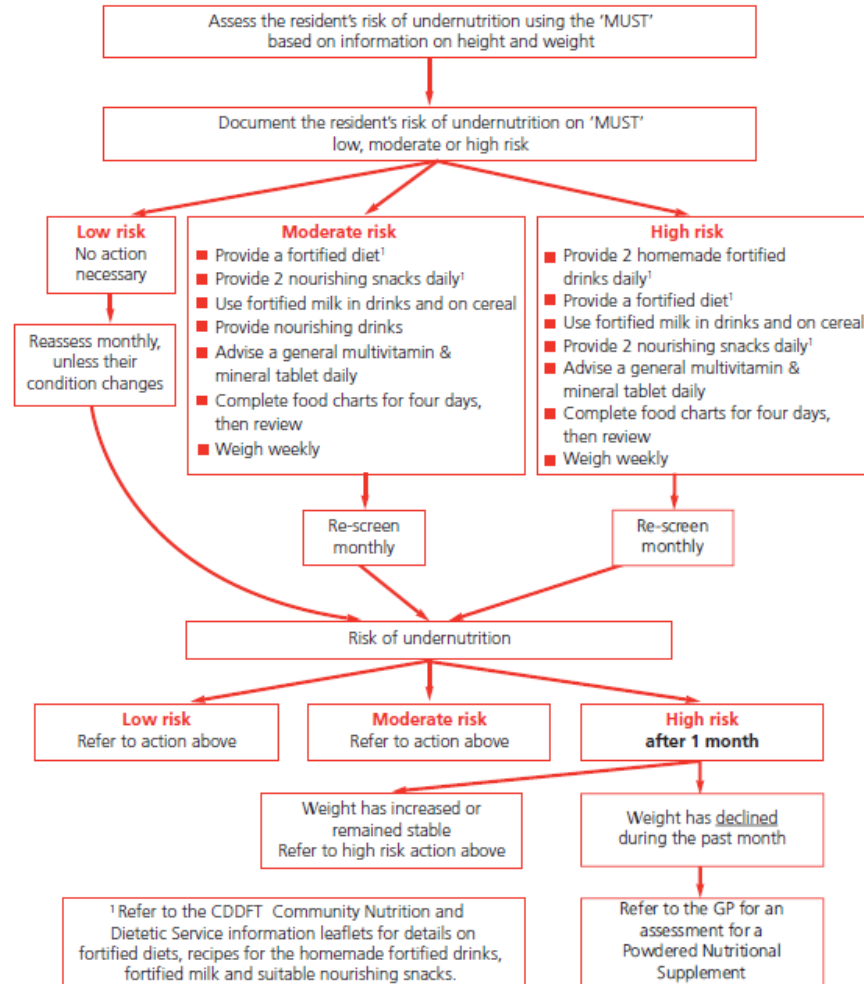 Assess the resident's risk of undernutrition using the 'MUST'
based on information on height and weight
Document the resident's risk of undernutrition on 'MUST'
low, moderate or high risk
Low risk
No action
necessary
Reassess monthly,
unless their
condition changes
Moderate risk
■ Provide a fortified diet¹
■ Provide 2 nourishing snacks daily¹
■ Use fortified milk in drinks and on cereal
■ Provide nourishing drinks
■ Advise a general multivitamin &
mineral tablet daily
■ Complete food charts for four days,
then review
■ Weigh weekly
Re-screen
monthly
High risk
■ Provide 2 homemade fortified
drinks daily¹
■ Provide a fortified diet¹
■ Use fortified milk in drinks and on cereal
■ Provide 2 nourishing snacks daily¹
■ Advise a general multivitamin &
mineral tablet daily
■ Complete food charts for four days,
then review
■ Weigh weekly
Re-screen
monthly
Risk of undernutrition
Low risk
Refer to action above
Moderate risk
Refer to action above
High risk
after 1 month
Weight has increased or
remained stable
Refer to high risk action above
Weight has declined
during the past month
Refer to the GP for an
assessment for a
Powdered Nutritional
Supplement
¹ Refer to the CDDFT Community Nutrition and
Dietetic Service information leaflets for details on
fortified diets, recipes for the homemade fortified drinks,
fortified milk and suitable nourishing snacks.